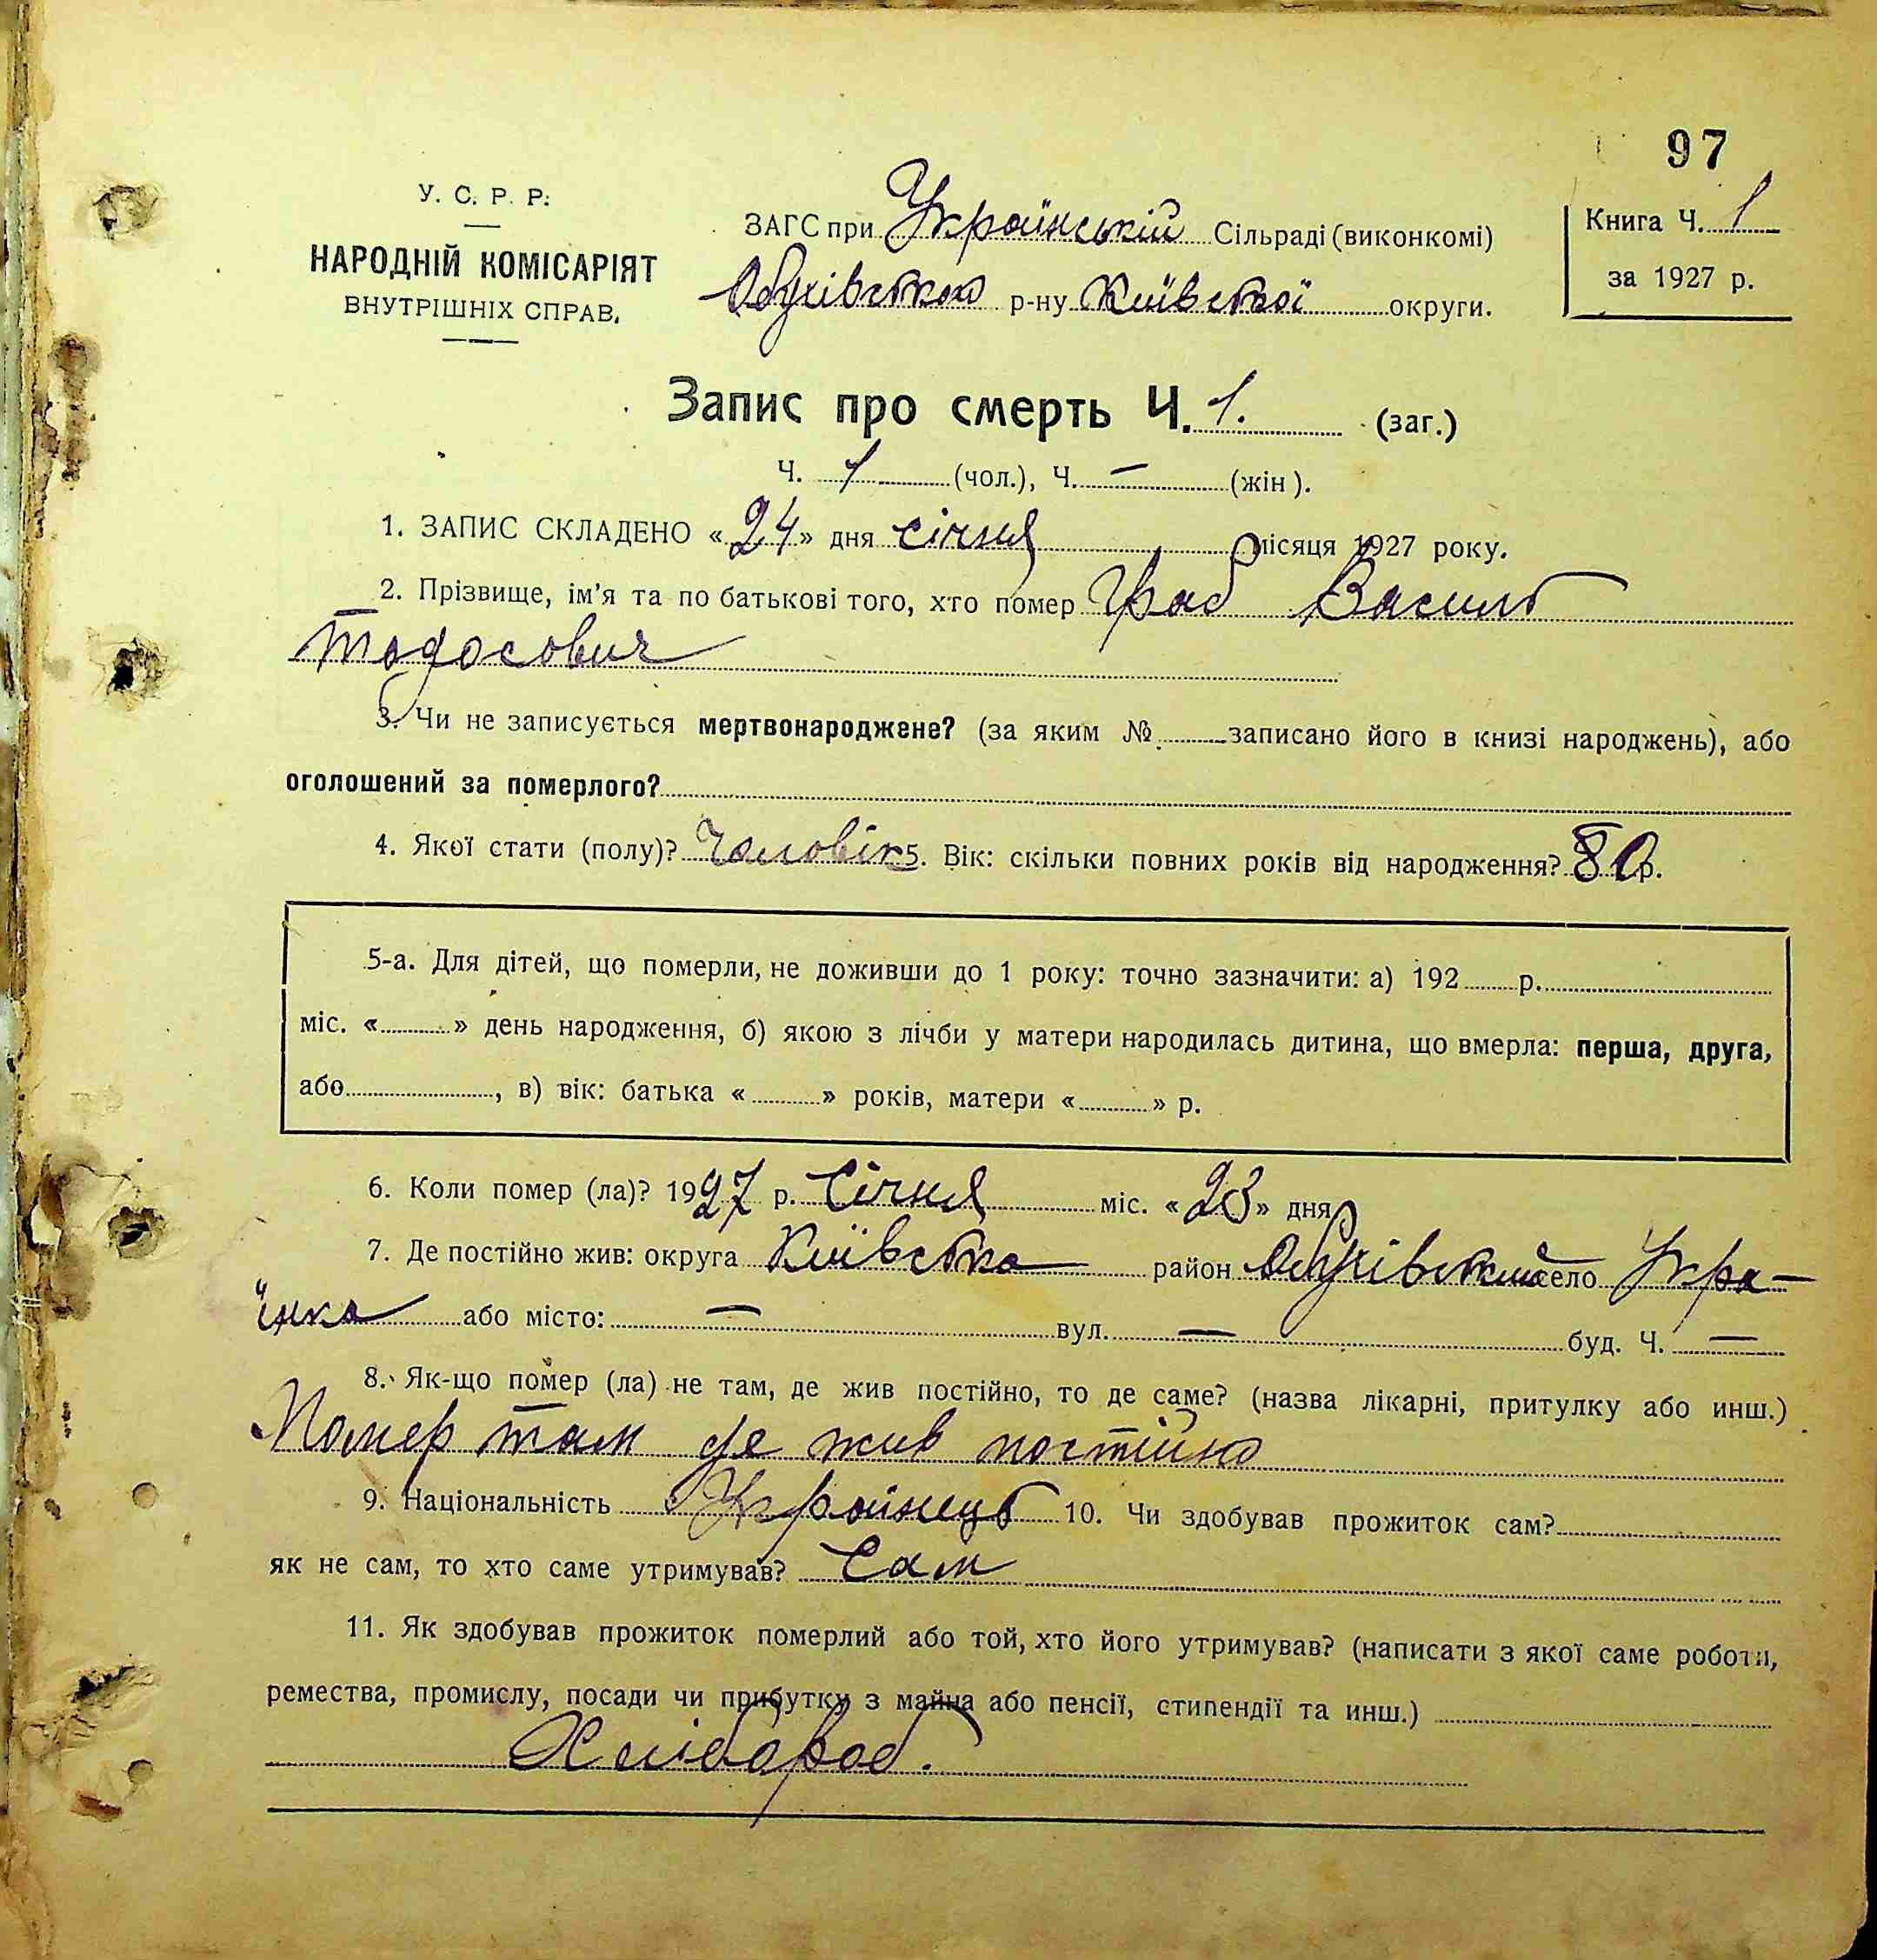 97
У. С. Р. Р.
НАРОДНІЙ КОМІСАРІЯТ
ВНУТРІШНІХ СПРАВ.
ЗАГС при Українській Сільраді (виконкомі)
Обухівсько р-ну Київської округи.
Книга Ч. 1
за 1927 р.
Запис про смерть Ч. 1. (заг.)
Ч. 1 (чол.), Ч. — (жін).
1. ЗАПИС СКЛАДЕНО «24» дня січня місяця 1927 року.
2. Прізвище, ім'я та по батькові того, хто помер Граб Василь
Тодосович
3. Чи не записується мертвонароджене? (за яким № записано його в книзі народжень), або
оголошений за померлого?
4. Якої стати (полу)? Чоловік 5. Вік: скільки повних років від народження? 80 р.
5-а. Для дітей, що померли, не доживши до 1 року: точно зазначити: а) 192 р.
міс. « » день народження, б) якою з лічби у матери народилась дитина, що вмерла: перша, друга,
або , в) вік: батька « » років, матери « » р.
6. Коли помер (ла)? 1927 р. Січня міс. «23» дня
7. Де постійно жив: округа Київська район Обухівський село Укра-
їнка або місто: — вул. — буд. Ч. —
8. Як-що помер (ла) не там, де жив постійно, то де саме? (назва лікарні, притулку або инш.)
Помер там де жив постійно
9. Національність Українець 10. Чи здобував прожиток сам?
як не сам, то хто саме утримував? Сам
11. Як здобував прожиток померлий або той, хто його утримував? (написати з якої саме роботи,
ремества, промислу, посади чи прибутку з майна або пенсії, стипендії та инш.)
Хлібороб.